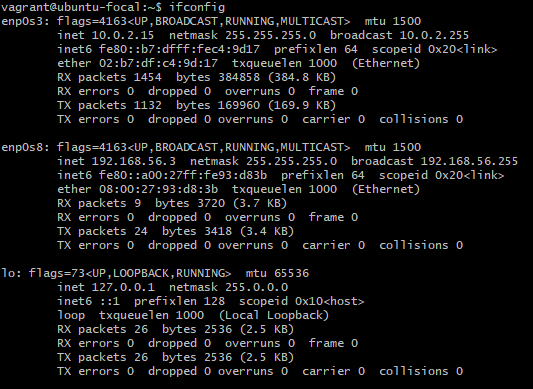 vagrant@ubuntu-focal:~$ ifconfig
enp0s3: flags=4163<UP,BROADCAST,RUNNING,MULTICAST>  mtu 1500
inet 10.0.2.15  netmask 255.255.255.0  broadcast 10.0.2.255
inet6 fe80::b7:dfff:fec4:9d17  prefixlen 64  scopeid 0x20<link>
ether 02:b7:df:c4:9d:17  txqueuelen 1000  (Ethernet)
RX packets 1454  bytes 384858 (384.8 KB)
RX errors 0  dropped 0  overruns 0  frame 0
TX packets 1132  bytes 169960 (169.9 KB)
TX errors 0  dropped 0 overruns 0  carrier 0  collisions 0
enp0s8: flags=4163<UP,BROADCAST,RUNNING,MULTICAST>  mtu 1500
inet 192.168.56.3  netmask 255.255.255.0  broadcast 192.168.56.255
inet6 fe80::a00:27ff:fe93:d83b  prefixlen 64  scopeid 0x20<link>
ether 08:00:27:93:d8:3b  txqueuelen 1000  (Ethernet)
RX packets 9  bytes 3720 (3.7 KB)
RX errors 0  dropped 0  overruns 0  frame 0
TX packets 24  bytes 3418 (3.4 KB)
TX errors 0  dropped 0 overruns 0  carrier 0  collisions 0
lo: flags=73<UP,LOOPBACK,RUNNING>  mtu 65536
inet 127.0.0.1  netmask 255.0.0.0
inet6 ::1  prefixlen 128  scopeid 0x10<host>
loop  txqueuelen 1000  (Local Loopback)
RX packets 26  bytes 2536 (2.5 KB)
RX errors 0  dropped 0  overruns 0  frame 0
TX packets 26  bytes 2536 (2.5 KB)
TX errors 0  dropped 0 overruns 0  carrier 0  collisions 0